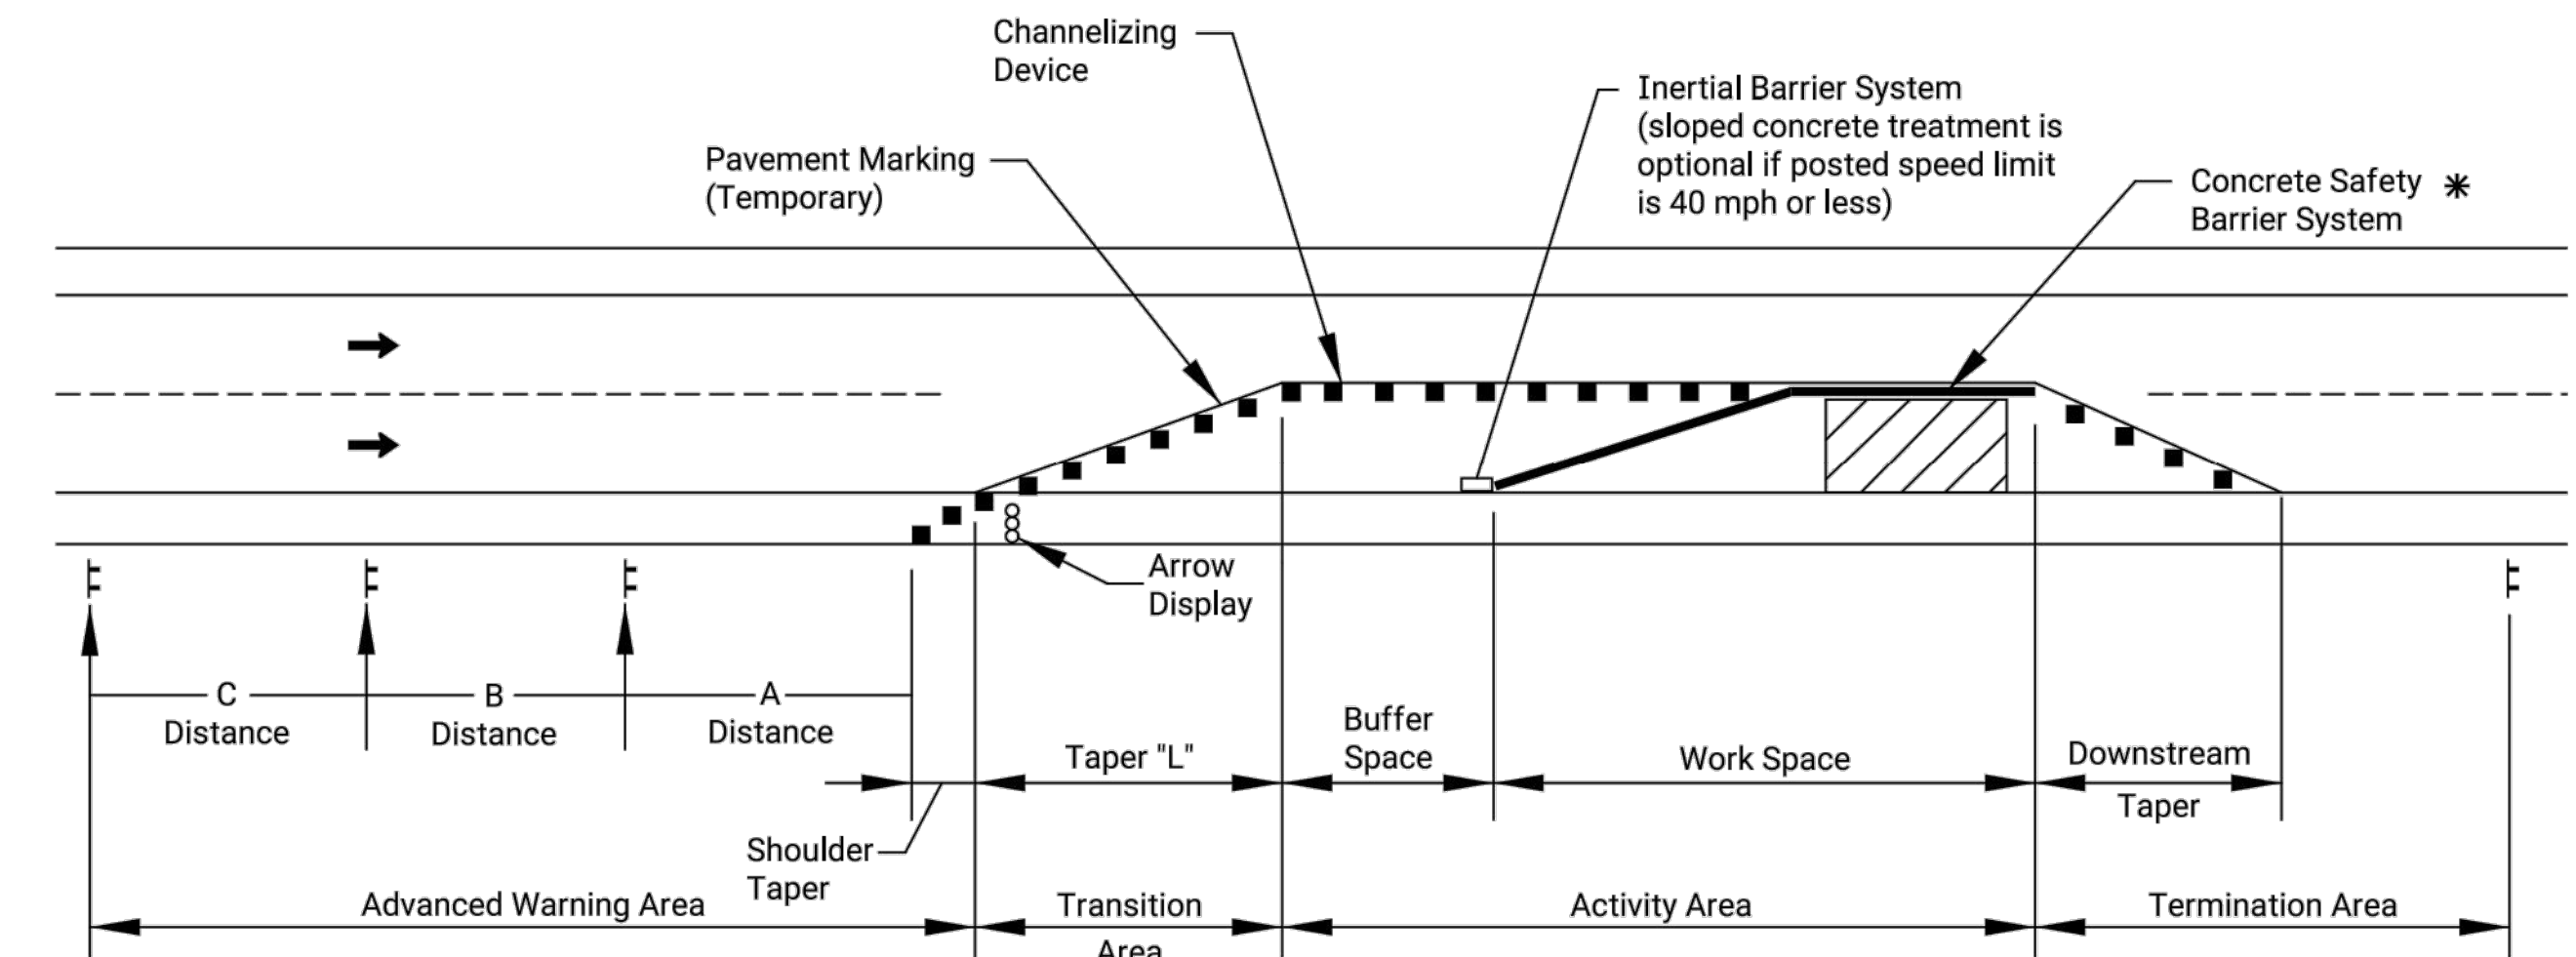 Channelizing
Device
Inertial Barrier System
(sloped concrete treatment is
optional if posted speed limit
is 40 mph or less)
Pavement Marking
(Temporary)
Concrete Safety *
Barrier System
Arrow
Display
C
Distance
B
Distance
A
Distance
Shoulder
Taper
Taper "L"
Buffer
Space
Work Space
Downstream
Taper
Advanced Warning Area
Transition
Area
Activity Area
Termination Area